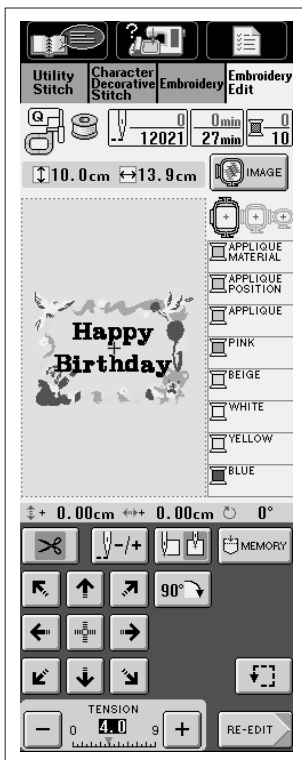 Utility
Stitch
Character
Decorative
Stitch
Embroidery
Embroidery
Edit
Q
0
12021
0min
27min
0
10
10.0cm 13.9cm
IMAGE
APPLIQUE
MATERIAL
APPLIQUE
POSITION
APPLIQUE
PINK
BEIGE
WHITE
YELLOW
BLUE
Happy
Birthday
+ 0.00cm + 0.00cm 0°
-/+
MEMORY
90°
TENSION
- 0 4.0 9 +
RE-EDIT